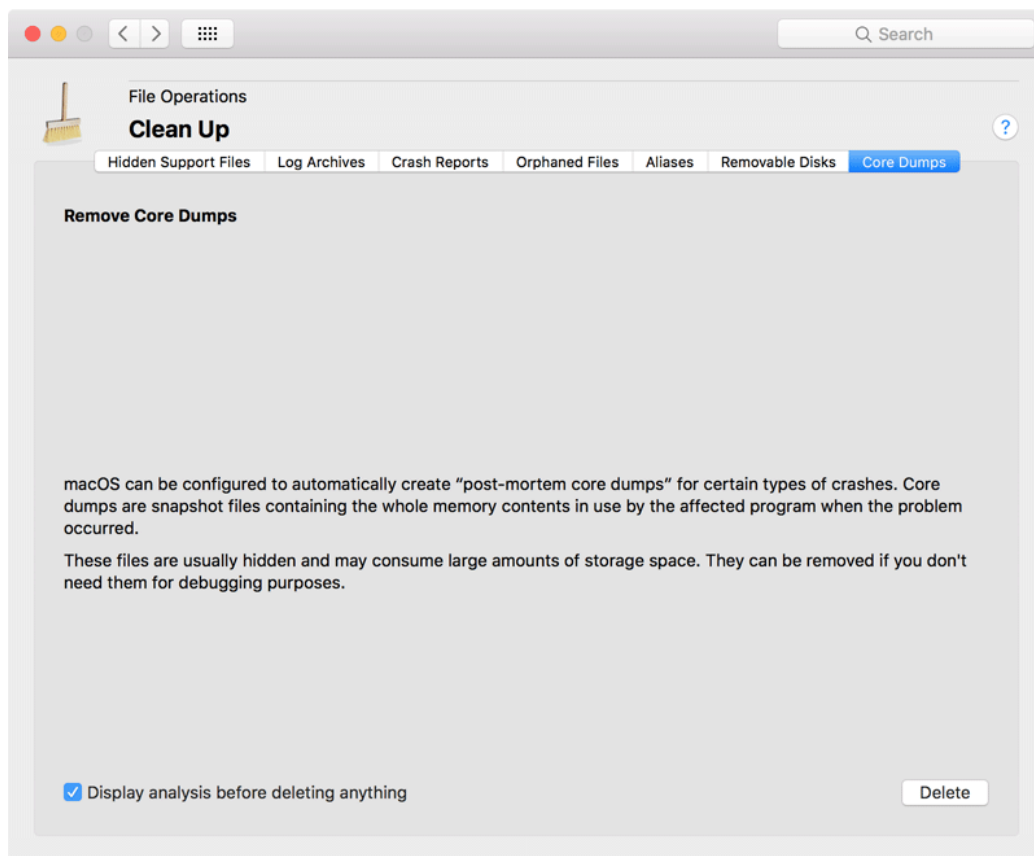 Search
File Operations
Clean Up
?
Hidden Support Files
Log Archives
Crash Reports
Orphaned Files
Aliases
Removable Disks
Core Dumps
Remove Core Dumps
macOS can be configured to automatically create “post-mortem core dumps” for certain types of crashes. Core
dumps are snapshot files containing the whole memory contents in use by the affected program when the problem
occurred.
These files are usually hidden and may consume large amounts of storage space. They can be removed if you don't
need them for debugging purposes.
Display analysis before deleting anything
Delete